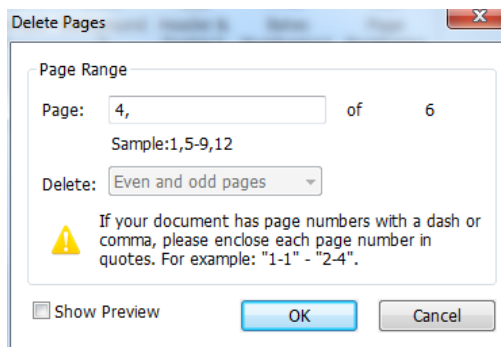 Delete Pages
Page Range
Page: 4, of 6
Sample:1,5-9,12
Delete: Even and odd pages
If your document has page numbers with a dash or
comma, please enclose each page number in
quotes. For example: "1-1" - "2-4".
Show Preview OK Cancel